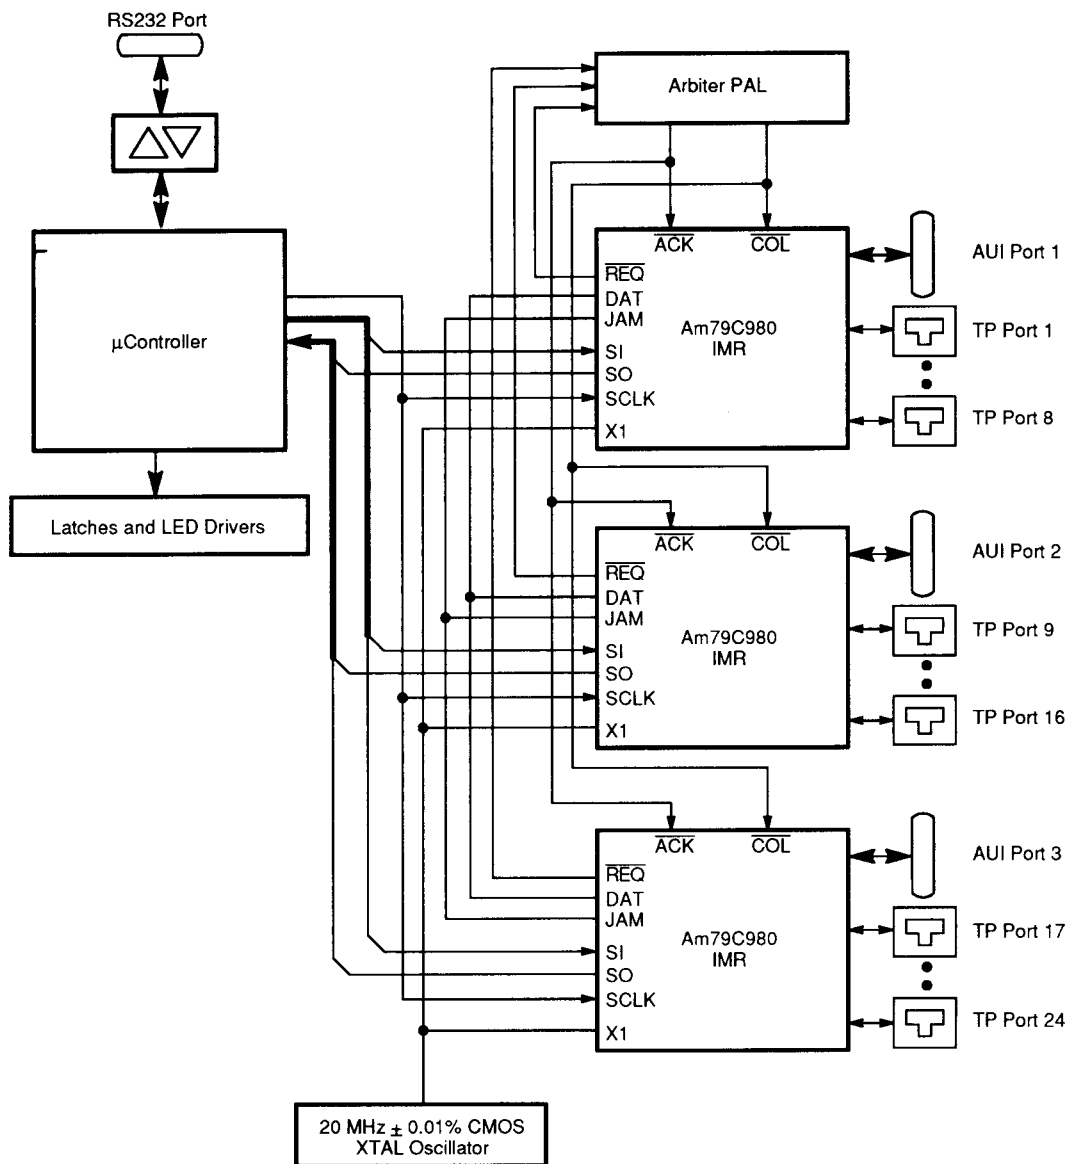 RS232 Port
Arbiter PAL
μController
Latches and LED Drivers
ACK COL
REQ
DAT
JAM
SI
SO
SCLK
X1
Am79C980
IMR
AUI Port 1
TP Port 1
TP Port 8
ACK COL
REQ
DAT
JAM
SI
SO
SCLK
X1
Am79C980
IMR
AUI Port 2
TP Port 9
TP Port 16
ACK COL
REQ
DAT
JAM
SI
SO
SCLK
X1
Am79C980
IMR
AUI Port 3
TP Port 17
TP Port 24
20 MHz ± 0.01% CMOS
XTAL Oscillator